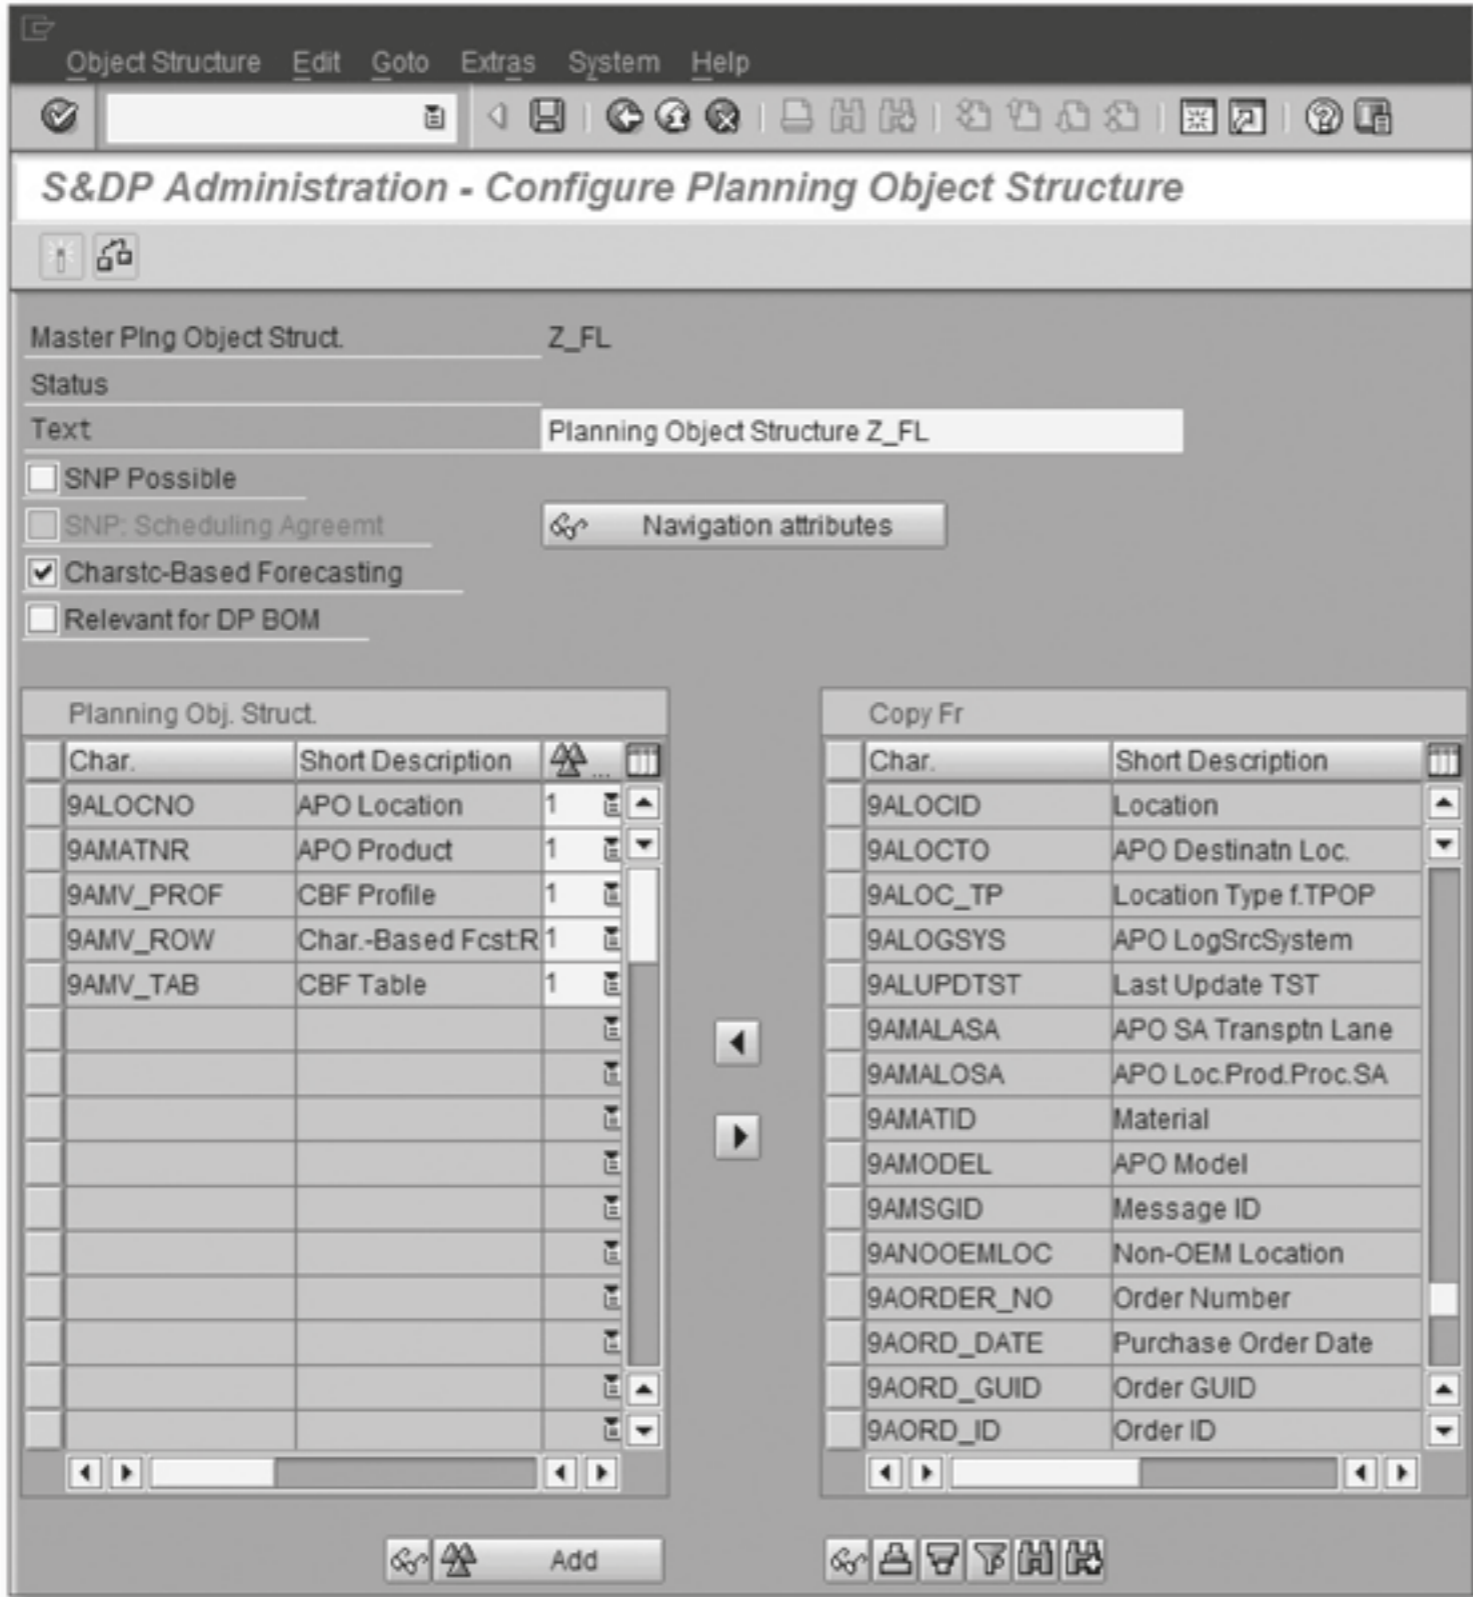 Object Structure Edit Goto Extras System Help
S&DP Administration - Configure Planning Object Structure
Master Plng Object Struct. Z_FL
Status
Text Planning Object Structure Z_FL
SNP Possible
SNP: Scheduling Agreemt Navigation attributes
Charstc-Based Forecasting
Relevant for DP BOM
Planning Obj. Struct. Copy Fr
Char. Short Description ... Char. Short Description
9ALOCNO APO Location 1 9ALOCID Location
9AMATNR APO Product 1 9ALOCTO APO Destinatn Loc.
9AMV_PROF CBF Profile 1 9ALOC_TP Location Type f.TPOP
9AMV_ROW Char.-Based Fcst:R 1 9ALOGSYS APO LogSrcSystem
9AMV_TAB CBF Table 1 9ALUPDTST Last Update TST
9AMALASA APO SA Transptn Lane
9AMALOSA APO Loc.Prod.Proc.SA
9AMATID Material
9AMODEL APO Model
9AMSGID Message ID
9ANOOEMLOC Non-OEM Location
9AORDER_NO Order Number
9AORD_DATE Purchase Order Date
9AORD_GUID Order GUID
9AORD_ID Order ID
Add